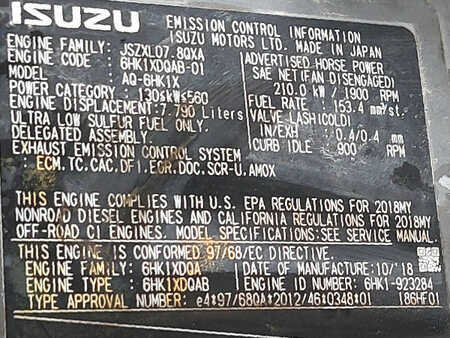 ISUZU EMISSION CONTROL INFORMATION
ISUZU MOTORS LTD. MADE IN JAPAN
ENGINE FAMILY: JSZXL07.8QXA
ENGINE CODE : 6HK1XDQAB-01
MODEL : AQ-6HK1X
POWER CATEGORY : 130≤kW≤560
ENGINE DISPLACEMENT:7.790 Liters
ULTRA LOW SULFUR FUEL ONLY.
DELEGATED ASSEMBLY
EXHAUST EMISSION CONTROL SYSTEM
: ECM,TC,CAC,DFI,EGR,DOC,SCR-U,AMOX
ADVERTISED HORSE POWER
SAE NET(FAN DISENGAGED)
210.0 kW / 1900 RPM
FUEL RATE : 153.4 mm³/st.
VALVE LASH(COLD)
IN/EXH : 0.4/0.4 mm
CURB IDLE : 900 RPM
THIS ENGINE COMPLIES WITH U.S. EPA REGULATIONS FOR 2018MY
NONROAD DIESEL ENGINES AND CALIFORNIA REGULATIONS FOR 2018MY
OFF-ROAD CI ENGINES. MODEL SPECIFICATIONS:SEE SERVICE MANUAL.
THIS ENGINE IS CONFORMED 97/68/EC DIRECTIVE.
ENGINE FAMILY : 6HK1XDQA DATE OF MANUFACTURE:10/'18
ENGINE TYPE : 6HK1XDQAB ENGINE ID NUMBER: 6HK1-923284
TYPE APPROVAL NUMBER: e4*97/68QA*2012/46*0348*01 186HF01